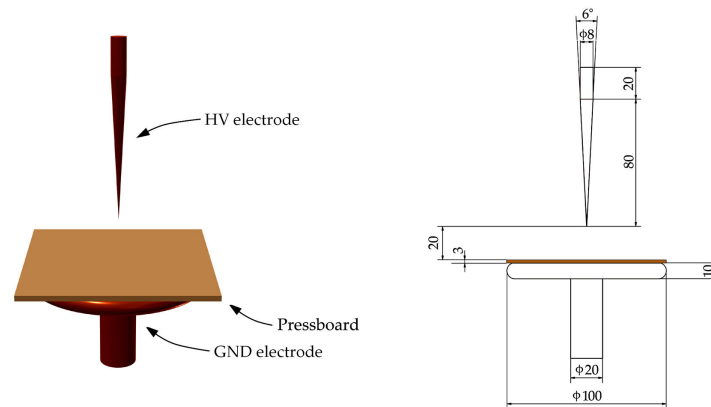 HV electrode
Pressboard
GND electrode
6°
ϕ8
20
80
20
3
10
ϕ20
ϕ100